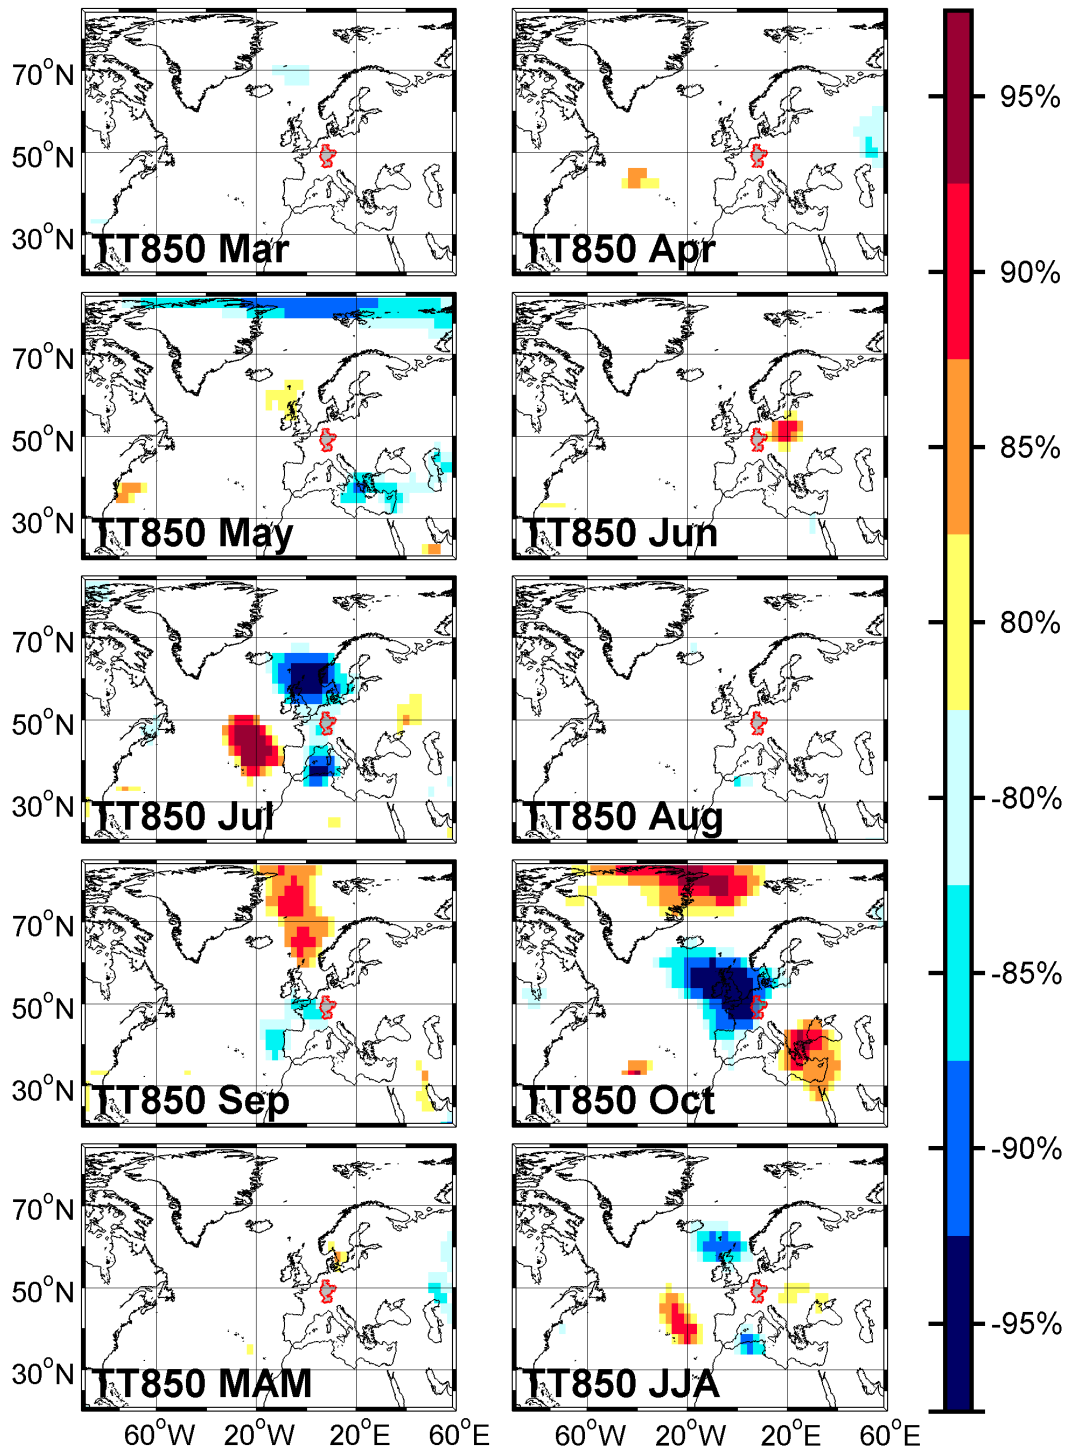 70°N
50°N
30°N
TT850 Mar
TT850 Apr
95%
90%
70°N
50°N
30°N
TT850 May
TT850 Jun
85%
80%
70°N
50°N
30°N
TT850 Jul
TT850 Aug
-80%
70°N
50°N
30°N
TT850 Sep
TT850 Oct
-85%
-90%
70°N
50°N
30°N
TT850 MAM
TT850 JJA
-95%
60°W 20°W 20°E 60°E
60°W 20°W 20°E 60°E